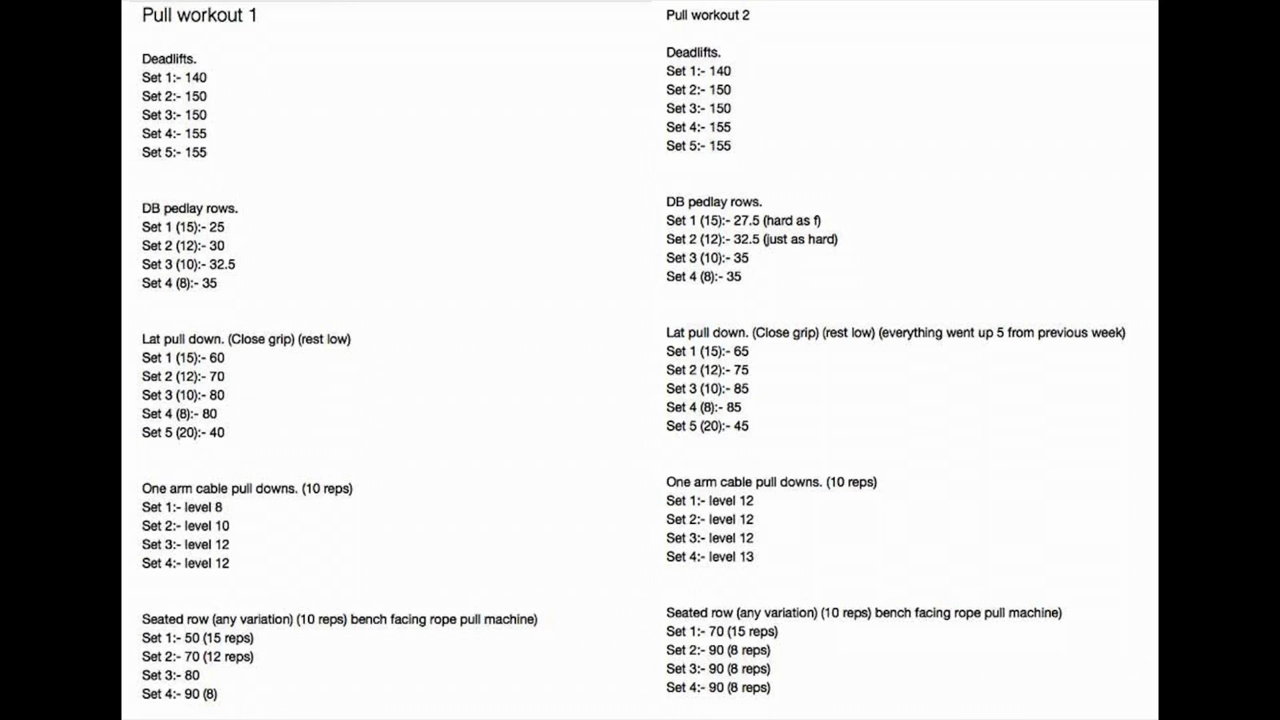 Pull workout 1
Deadlifts.
Set 1:- 140
Set 2:- 150
Set 3:- 150
Set 4:- 155
Set 5:- 155
DB pedlay rows.
Set 1 (15):- 25
Set 2 (12):- 30
Set 3 (10):- 32.5
Set 4 (8):- 35
Lat pull down. (Close grip) (rest low)
Set 1 (15):- 60
Set 2 (12):- 70
Set 3 (10):- 80
Set 4 (8):- 80
Set 5 (20):- 40
One arm cable pull downs. (10 reps)
Set 1:- level 8
Set 2:- level 10
Set 3:- level 12
Set 4:- level 12
Seated row (any variation) (10 reps) bench facing rope pull machine)
Set 1:- 50 (15 reps)
Set 2:- 70 (12 reps)
Set 3:- 80
Set 4:- 90 (8)
Pull workout 2
Deadlifts.
Set 1:- 140
Set 2:- 150
Set 3:- 150
Set 4:- 155
Set 5:- 155
DB pedlay rows.
Set 1 (15):- 27.5 (hard as f)
Set 2 (12):- 32.5 (just as hard)
Set 3 (10):- 35
Set 4 (8):- 35
Lat pull down. (Close grip) (rest low) (everything went up 5 from previous week)
Set 1 (15):- 65
Set 2 (12):- 75
Set 3 (10):- 85
Set 4 (8):- 85
Set 5 (20):- 45
One arm cable pull downs. (10 reps)
Set 1:- level 12
Set 2:- level 12
Set 3:- level 12
Set 4:- level 13
Seated row (any variation) (10 reps) bench facing rope pull machine)
Set 1:- 70 (15 reps)
Set 2:- 90 (8 reps)
Set 3:- 90 (8 reps)
Set 4:- 90 (8 reps)